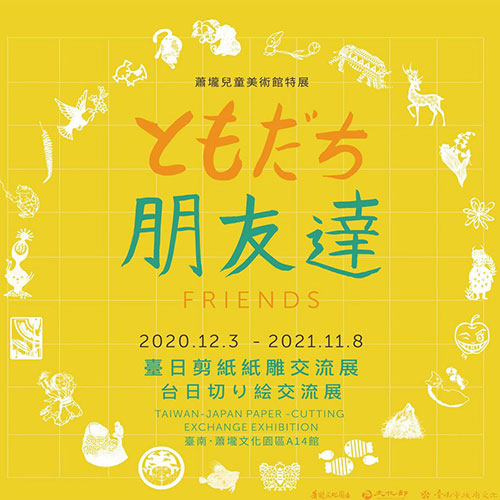 蕭壠兒童美術館特展
ともだち
朋友達
FRIENDS
2020.12.3 - 2021.11.8
臺日剪紙紙雕交流展
台日切り絵交流展
TAIWAN-JAPAN PAPER -CUTTING
EXCHANGE EXHIBITION
臺南・蕭壠文化園區A14館
文化部